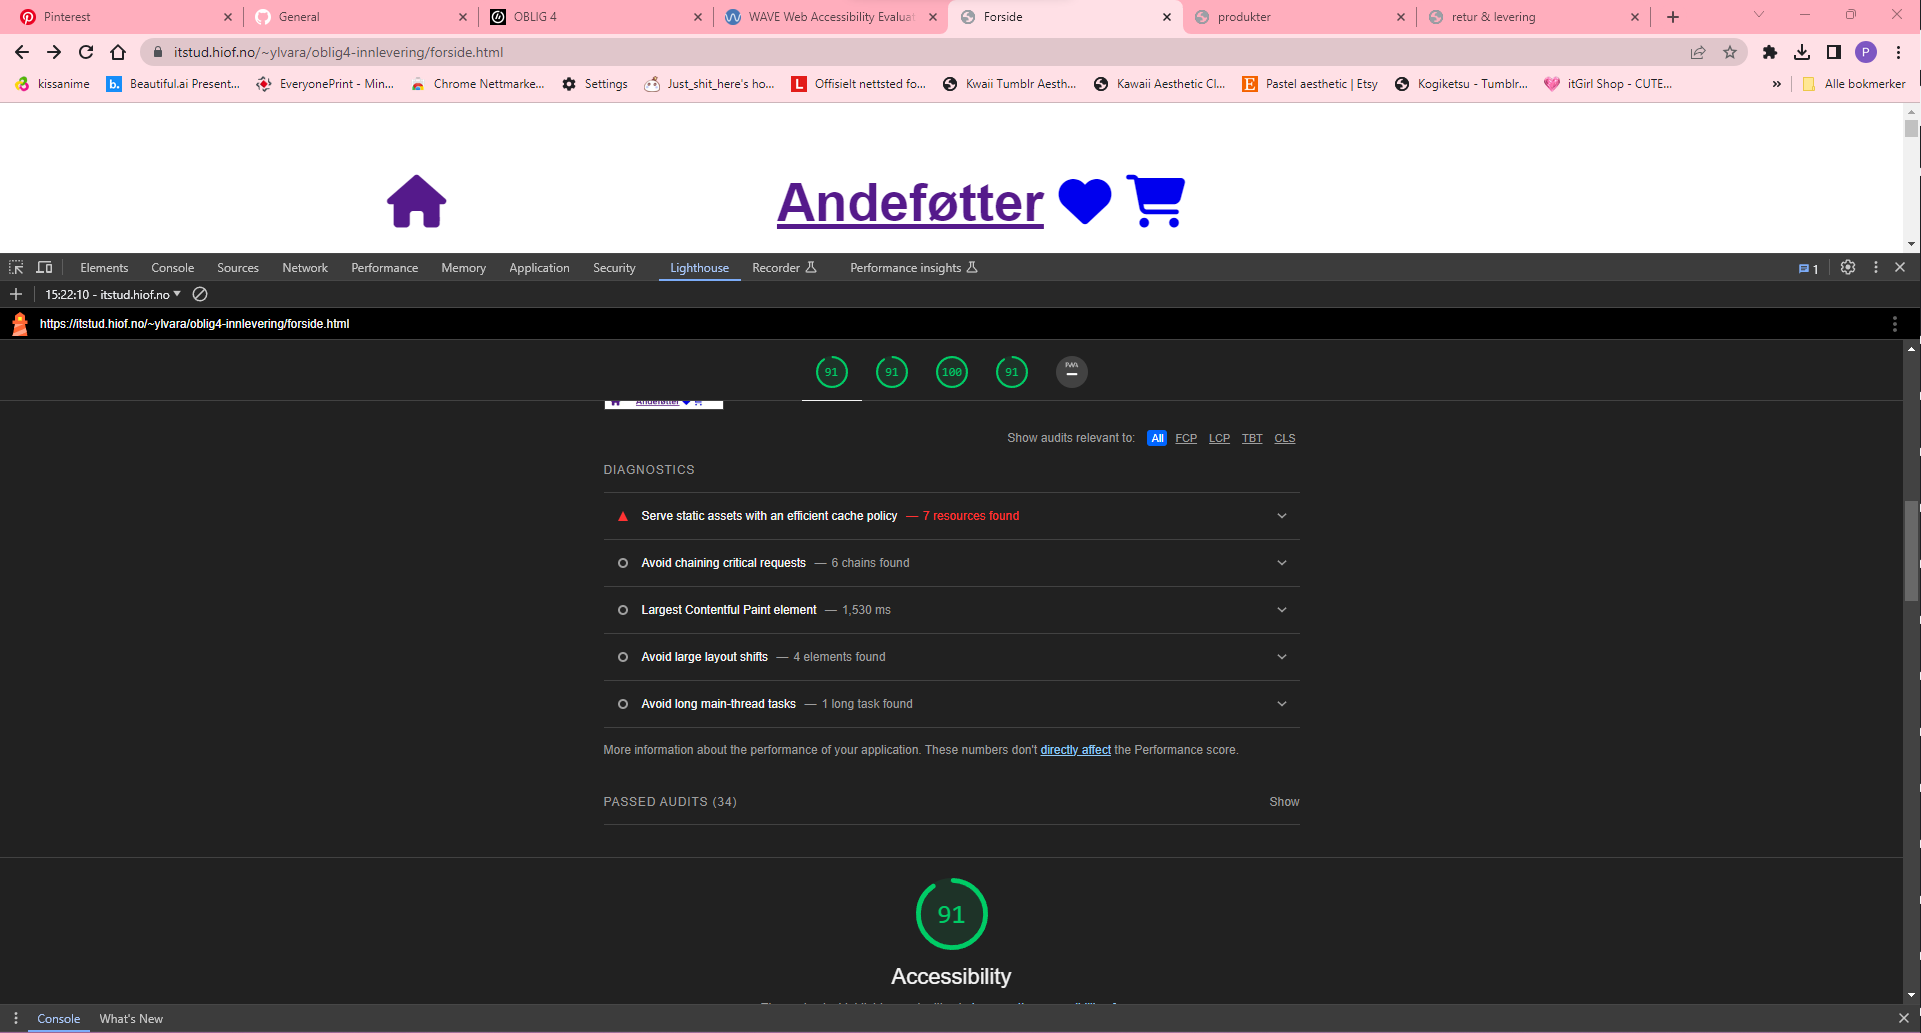 Pinterest
General
OBLIG 4
WAVE Web Accessibility Evaluat
Forside
produkter
retur & levering
itstud.hiof.no/~ylvara/oblig4-innlevering/forside.html
P
kissanime
b. Beautiful.ai Present...
EveryonePrint - Min...
Chrome Nettmarke...
Settings
Just_shit_here's ho...
L Offisielt nettsted fo...
Kwaii Tumblr Aesth...
Kawaii Aesthetic Cl...
E Pastel aesthetic | Etsy
Kogiketsu - Tumblr...
itGirl Shop - CUTE...
»
Alle bokmerker
Andeføtter
Elements Console Sources Network Performance Memory Application Security Lighthouse Recorder Performance insights 1
15:22:10 - itstud.hiof.no
https://itstud.hiof.no/~ylvara/oblig4-innlevering/forside.html
91 91 100 91 PWA
Andeføtter
Show audits relevant to: All FCP LCP TBT CLS
DIAGNOSTICS
Serve static assets with an efficient cache policy — 7 resources found
Avoid chaining critical requests — 6 chains found
Largest Contentful Paint element — 1,530 ms
Avoid large layout shifts — 4 elements found
Avoid long main-thread tasks — 1 long task found
More information about the performance of your application. These numbers don't directly affect the Performance score.
PASSED AUDITS (34) Show
91
Accessibility
Console What's New